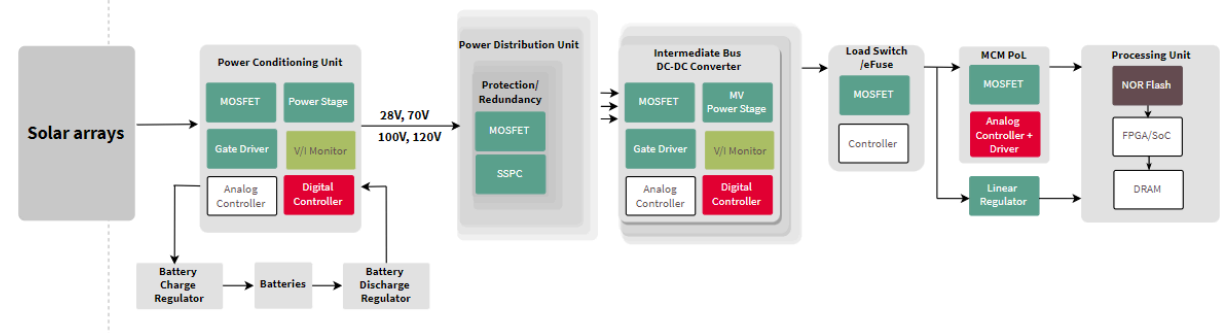 Solar arrays
Power Conditioning Unit
MOSFET
Power Stage
Gate Driver
V/I Monitor
Analog
Controller
Digital
Controller
Battery
Charge
Regulator
Batteries
Battery
Discharge
Regulator
28V, 70V
100V, 120V
Power Distribution Unit
Protection/
Redundancy
MOSFET
SSPC
Intermediate Bus
DC-DC Converter
MOSFET
MV
Power Stage
Gate Driver
V/I Monitor
Analog
Controller
Digital
Controller
Load Switch
/eFuse
MOSFET
Controller
MCM PoL
MOSFET
Analog
Controller +
Driver
Linear
Regulator
Processing Unit
NOR Flash
FPGA/SoC
DRAM